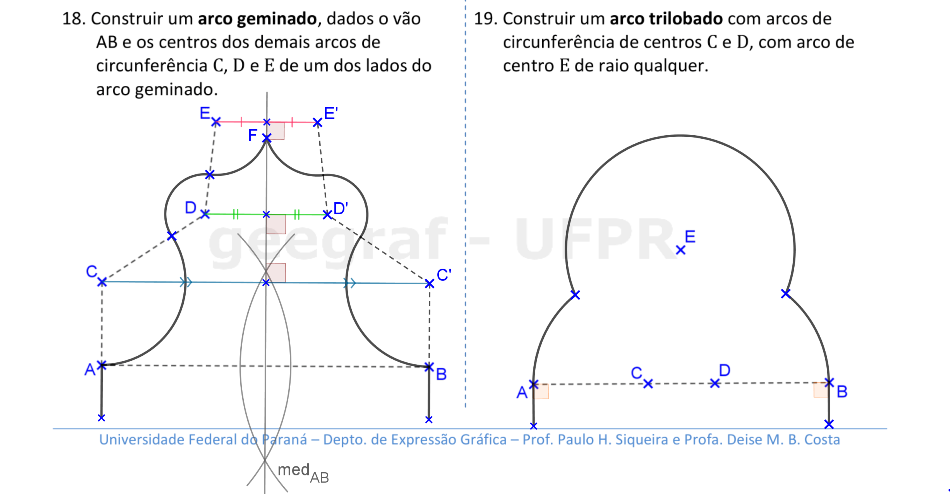 18. Construir um arco geminado, dados o vão
AB e os centros dos demais arcos de
circunferência C, D e E de um dos lados do
arco geminado.
E
E'
F
D
D'
C
C'
A
B
med AB
19. Construir um arco trilobado com arcos de
circunferência de centros C e D, com arco de
centro E de raio qualquer.
E
C
D
A
B
geegraf - UFPR
Universidade Federal do Paraná – Depto. de Expressão Gráfica – Prof. Paulo H. Siqueira e Profa. Deise M. B. Costa